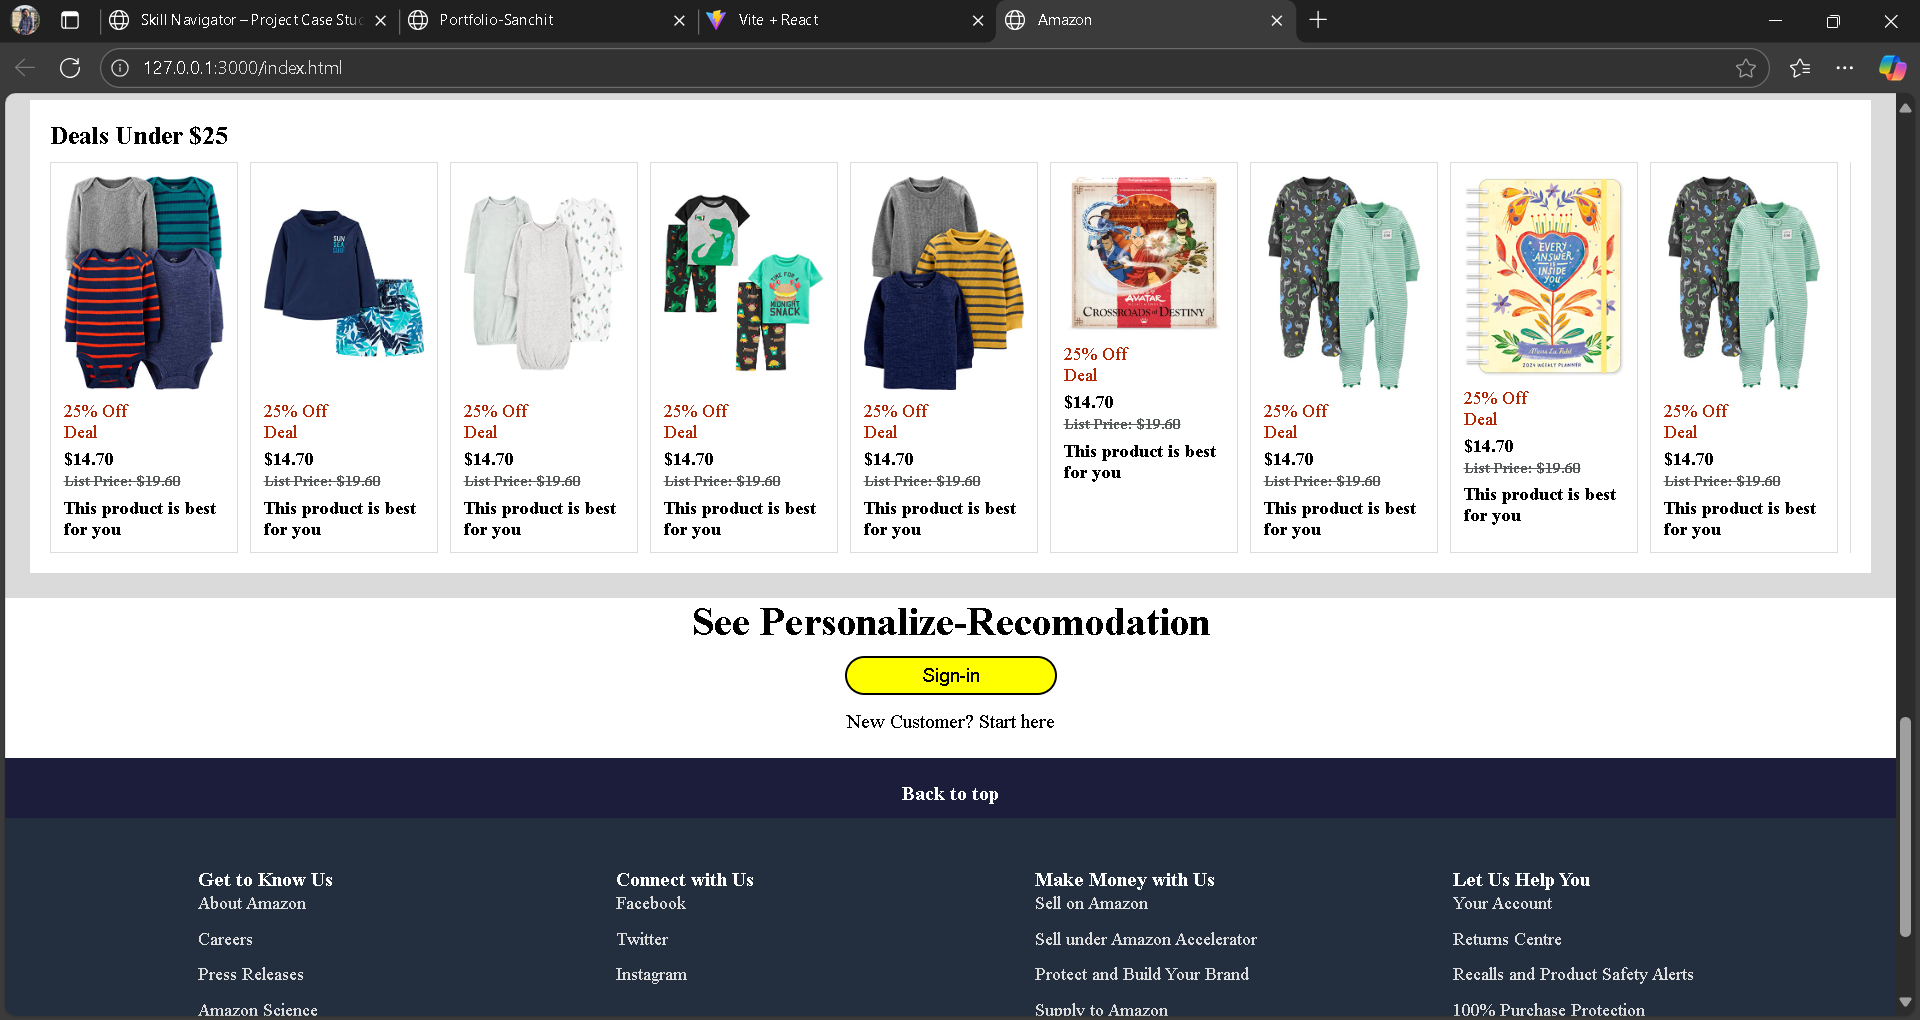 Skill Navigator – Project Case Stuc
Portfolio-Sanchit
Vite + React
Amazon
127.0.0.1:3000/index.html
Deals Under $25
SUN
SEA
EVERY
ANSWER
IS
INSIDE
YOU
2024 WEEKLY PLANNER
TIME FOR A
MIDNIGHT
SNACK
AVATAR
CROSSROADS of DESTINY
25% Off
Deal
$14.70
List Price: $19.60
This product is best
for you
25% Off
Deal
$14.70
List Price: $19.60
This product is best
for you
25% Off
Deal
$14.70
List Price: $19.60
This product is best
for you
25% Off
Deal
$14.70
List Price: $19.60
This product is best
for you
25% Off
Deal
$14.70
List Price: $19.60
This product is best
for you
25% Off
Deal
$14.70
List Price: $19.60
This product is best
for you
25% Off
Deal
$14.70
List Price: $19.60
This product is best
for you
25% Off
Deal
$14.70
List Price: $19.60
This product is best
for you
25% Off
Deal
$14.70
List Price: $19.60
This product is best
for you
See Personalize-Recomodation
Sign-in
New Customer? Start here
Back to top
Get to Know Us
About Amazon
Careers
Press Releases
Amazon Science
Connect with Us
Facebook
Twitter
Instagram
Make Money with Us
Sell on Amazon
Sell under Amazon Accelerator
Protect and Build Your Brand
Supply to Amazon
Let Us Help You
Your Account
Returns Centre
Recalls and Product Safety Alerts
100% Purchase Protection